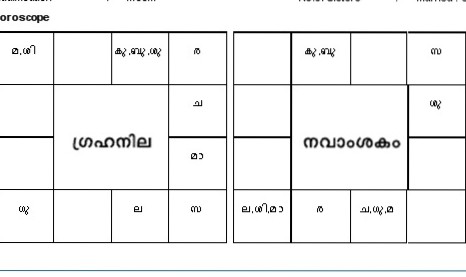 oroscope
മ,ശി കു,ബു,ശു ര കു,ബു സ
ച ശു
ഗ്രഹനില നവാംശകം
മാ
ഗു ല സ ല,ശി,മാ ര ച,ഗു,മ